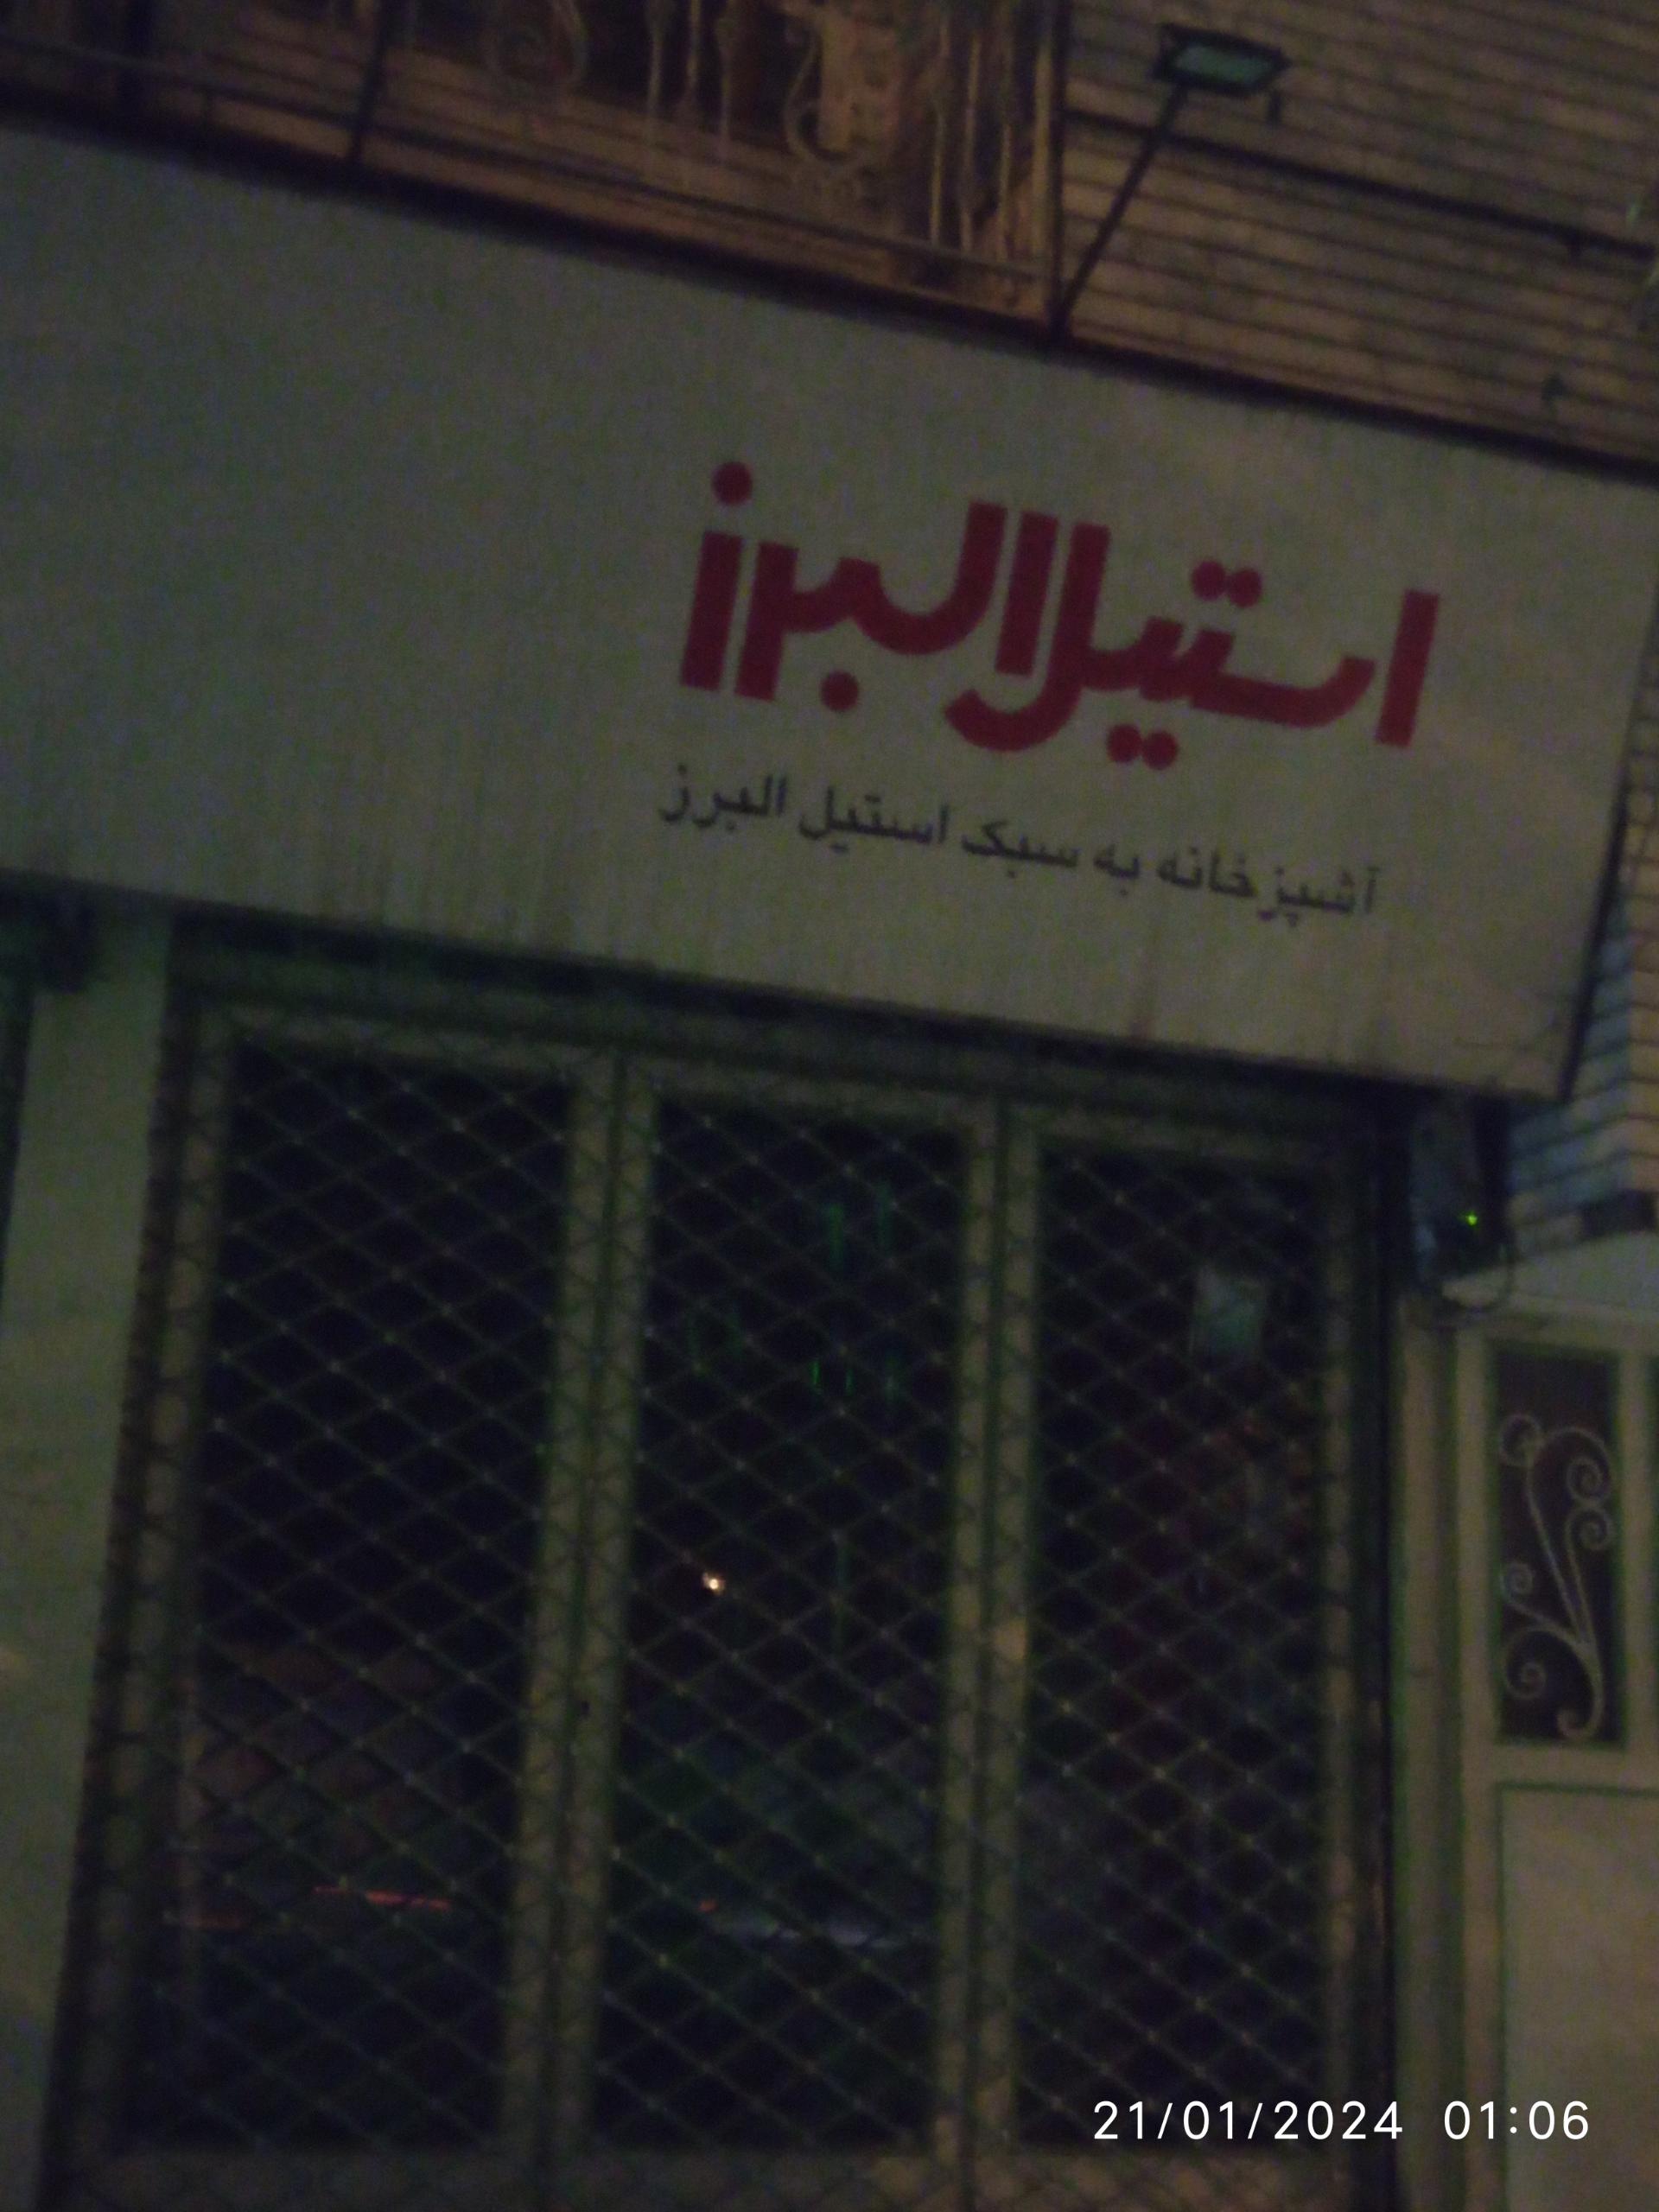 استیل البرز
آشپزخانه به سبک استیل البرز
21/01/2024 01:06